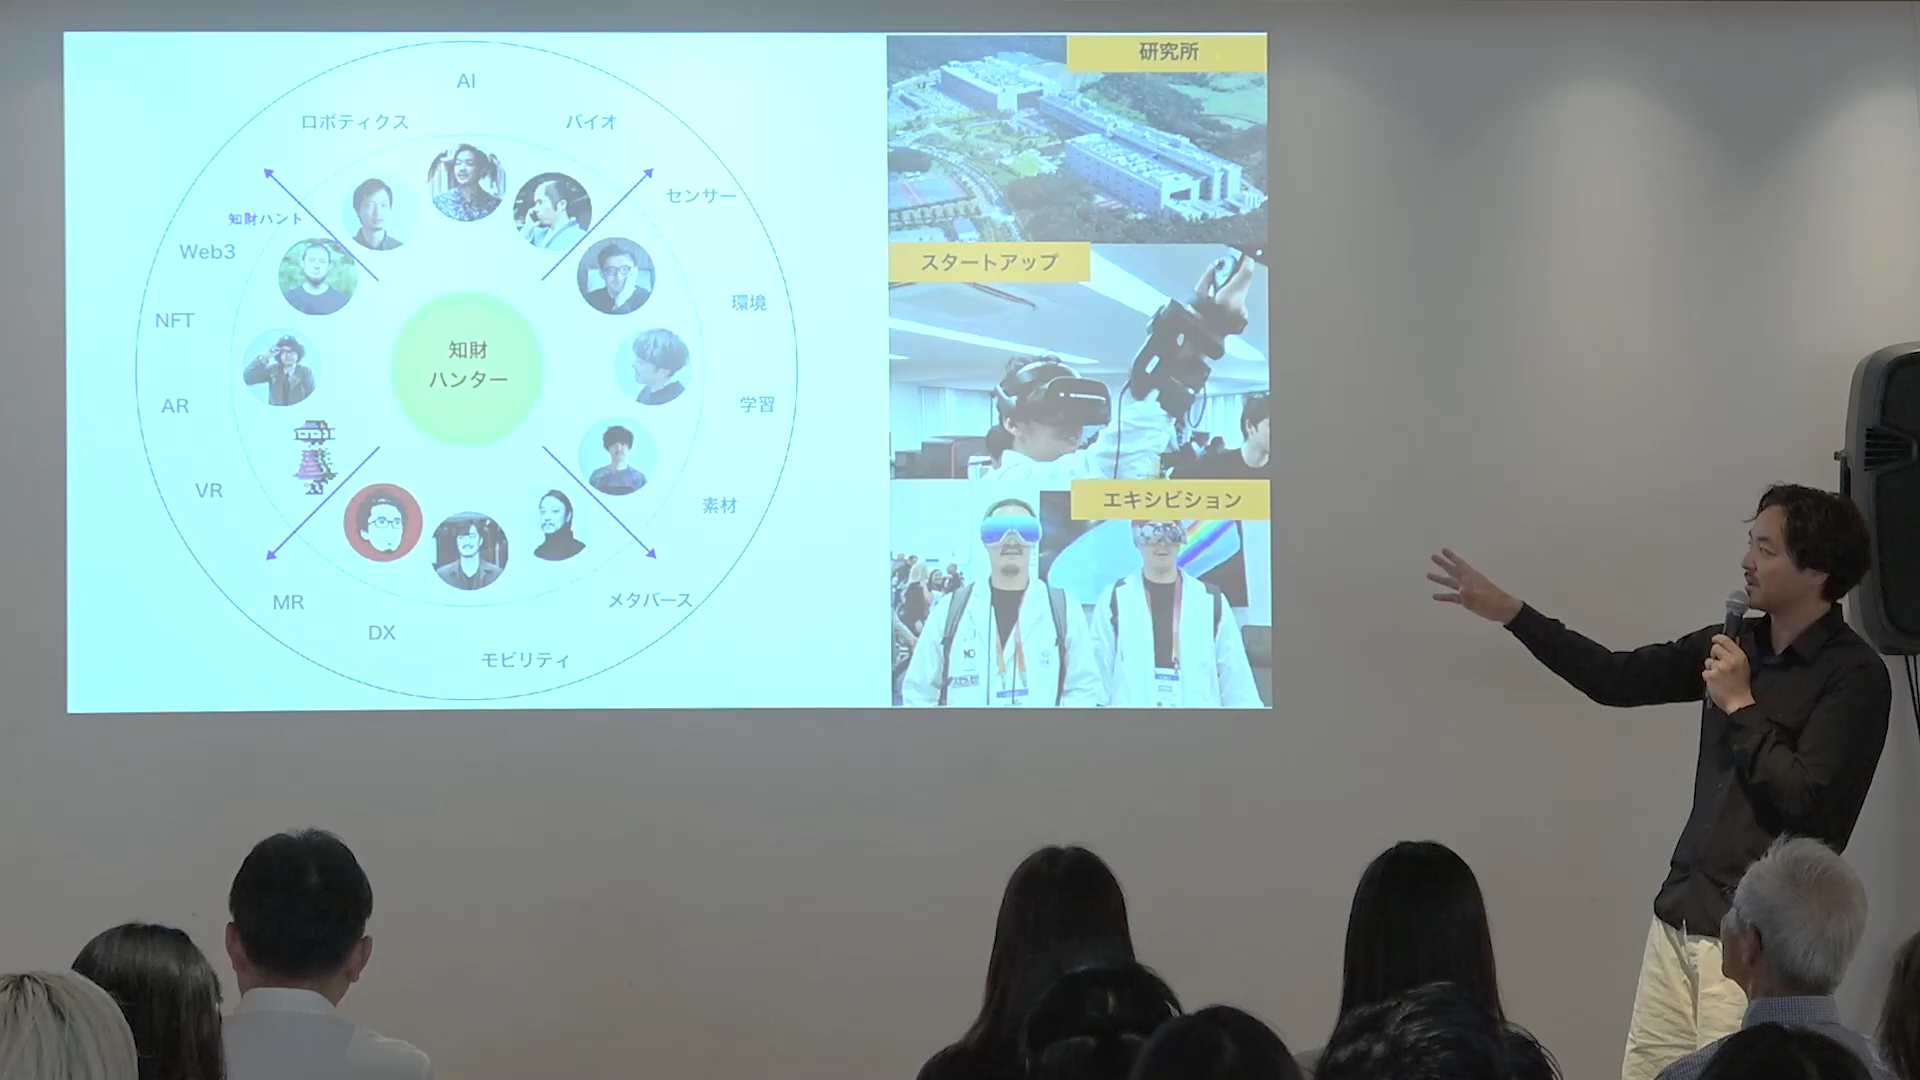 AI
ロボティクス
バイオ
センサー
知財ハント
Web3
環境
NFT
知財
ハンター
AR
学習
VR
素材
MR
メタバース
DX
モビリティ
研究所
スタートアップ
エキシビション